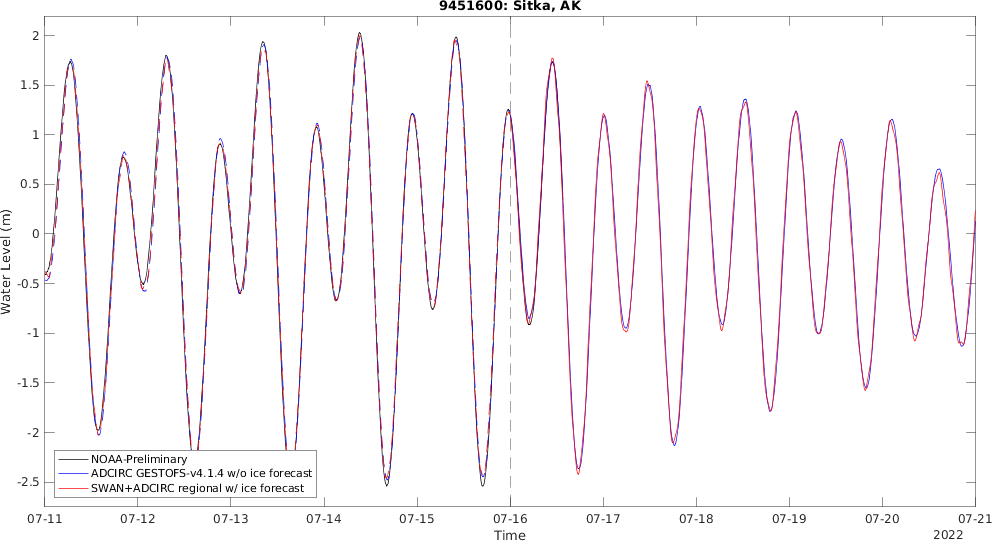 9451600: Sitka, AK
Water Level (m)
2
1.5
1
0.5
0
-0.5
-1
-1.5
-2
-2.5
NOAA-Preliminary
ADCIRC GESTOFS-v4.1.4 w/o ice forecast
SWAN+ADCIRC regional w/ ice forecast
07-11 07-12 07-13 07-14 07-15 07-16 07-17 07-18 07-19 07-20 07-21
Time
2022